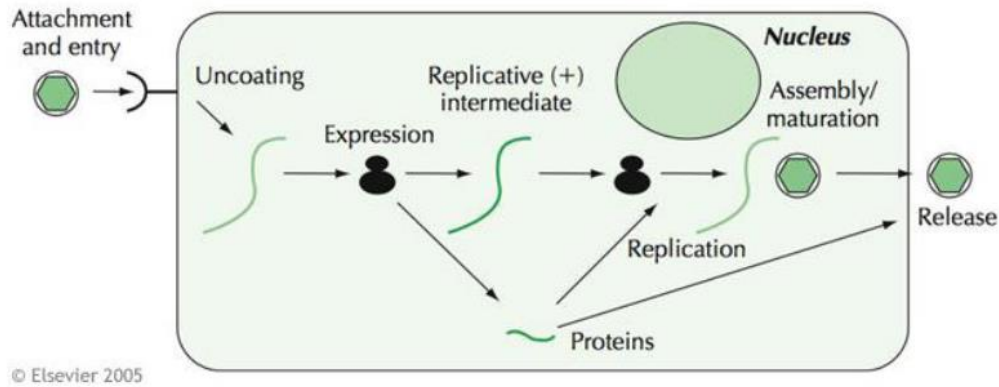 Attachment
and entry
Uncoating
Expression
Replicative (+)
intermediate
Nucleus
Assembly/
maturation
Release
Replication
Proteins
© Elsevier 2005